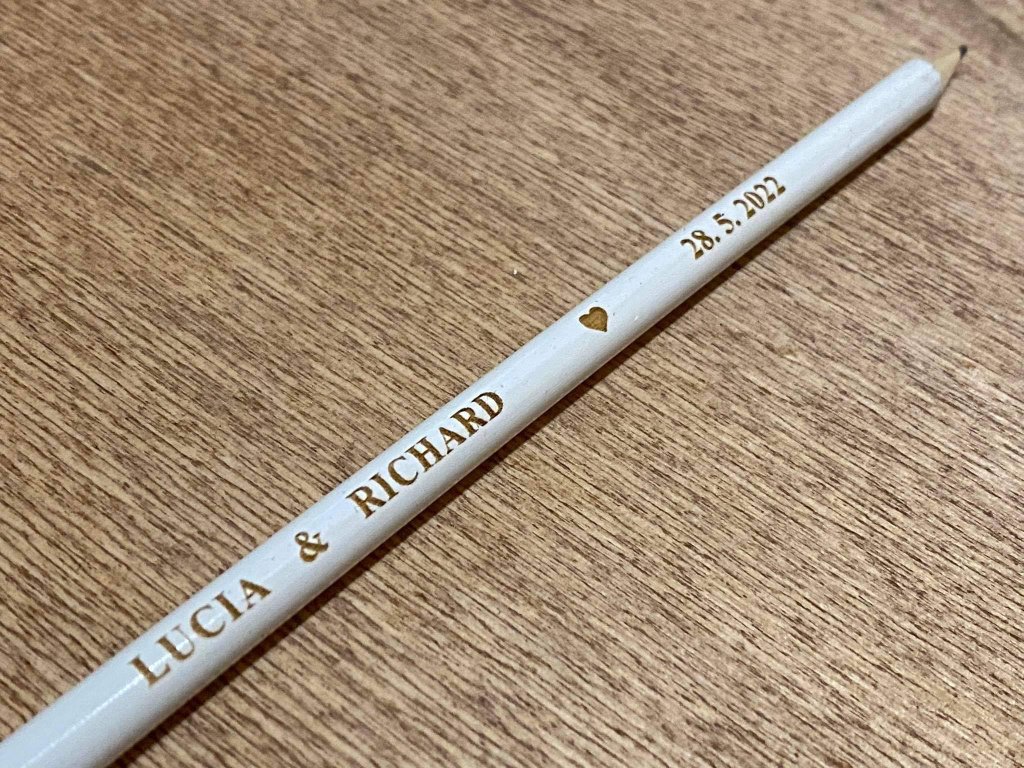 LUCIA & RICHARD ♥ 28. 5. 2022